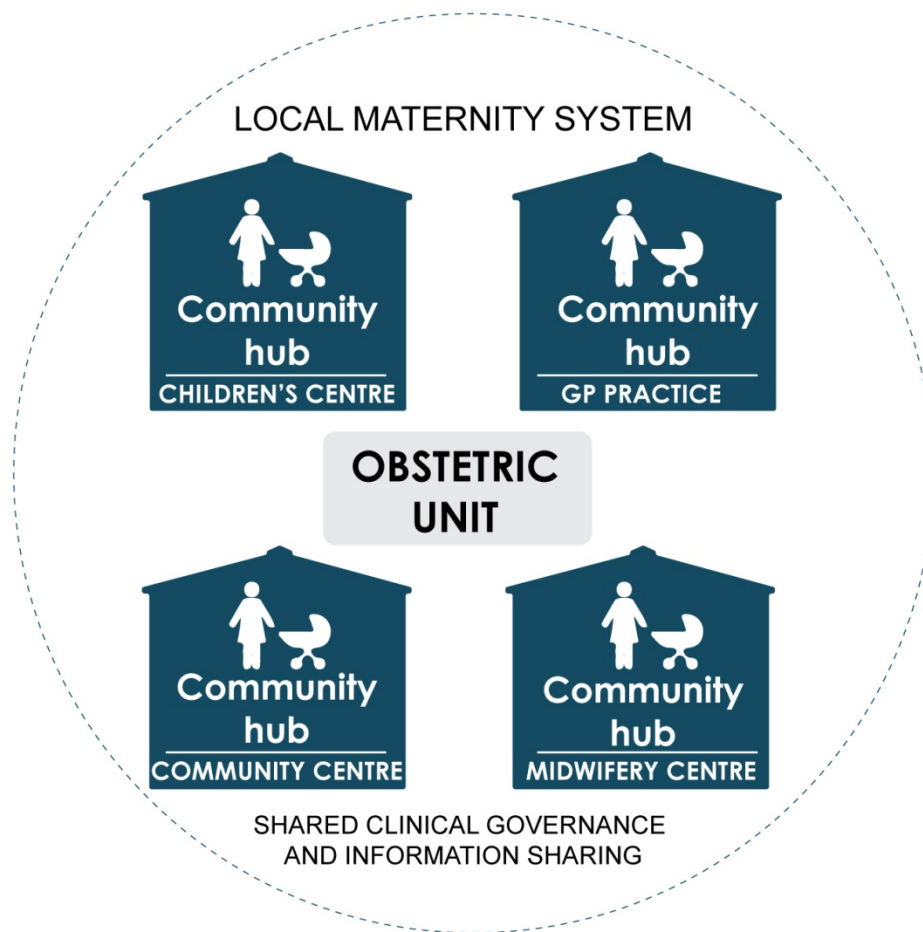 LOCAL MATERNITY SYSTEM
Community
hub
CHILDREN'S CENTRE
Community
hub
GP PRACTICE
OBSTETRIC
UNIT
Community
hub
COMMUNITY CENTRE
Community
hub
MIDWIFERY CENTRE
SHARED CLINICAL GOVERNANCE
AND INFORMATION SHARING